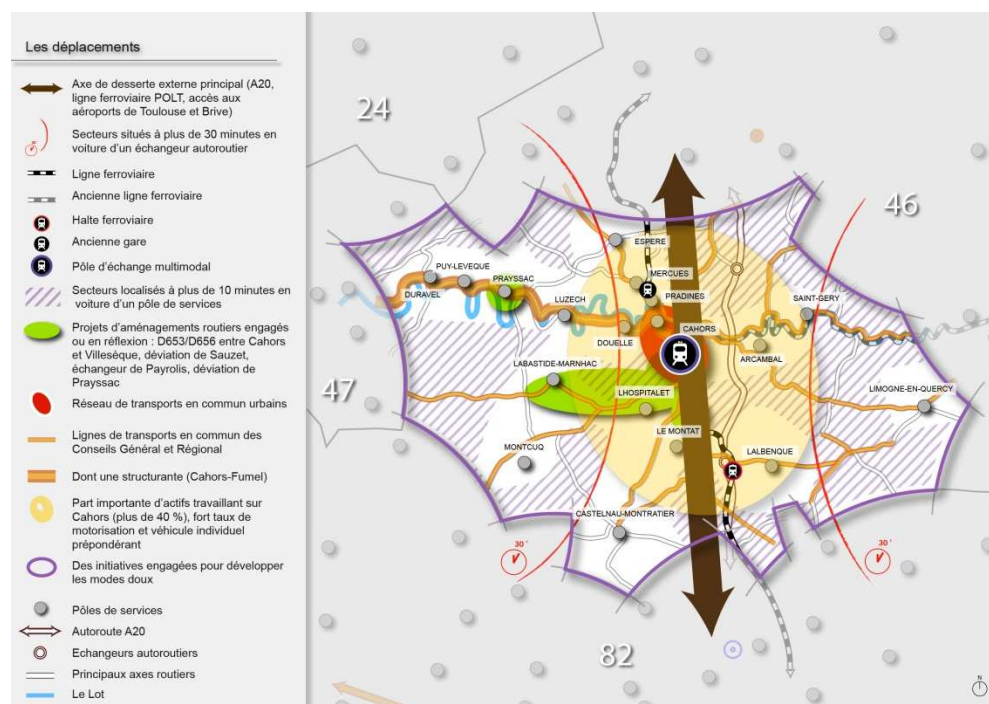 Les déplacements
Axe de desserte externe principal (A20,
ligne ferroviaire POLT, accès aux
aéroports de Toulouse et Brive)
Secteurs situés à plus de 30 minutes en
voiture d'un échangeur autoroutier
Ligne ferroviaire
Ancienne ligne ferroviaire
Halte ferroviaire
Ancienne gare
Pôle d'échange multimodal
Secteurs localisés à plus de 10 minutes en
voiture d'un pôle de services
Projets d'aménagements routiers engagés
ou en réflexion : D653/D656 entre Cahors
et Villesèque, déviation de Sauzet,
échangeur de Payrolis, déviation de
Prayssac
Réseau de transports en commun urbains
Lignes de transports en commun des
Conseils Général et Régional
Dont une structurante (Cahors-Fumel)
Part importante d'actifs travaillant sur
Cahors (plus de 40 %), fort taux de
motorisation et véhicule individuel
prépondérant
Des initiatives engagées pour développer
les modes doux
Pôles de services
Autoroute A20
Echangeurs autoroutiers
Principaux axes routiers
Le Lot
24
46
ESPERE
PUY-LEVEQUE
PRAYSSAC
MERCUES
DURAVEL
LUZECH
PRADINES
SAINT-GERY
CAHORS
DOUELLE
ARCAMBAL
LABASTIDE-MARNHAC
47
LHOSPITALET
LIMOGNE-EN-QUERCY
LE MONTAT
MONTCUQ
LALBENQUE
CASTELNAU-MONTRATIER
30 '
30 '
82
N